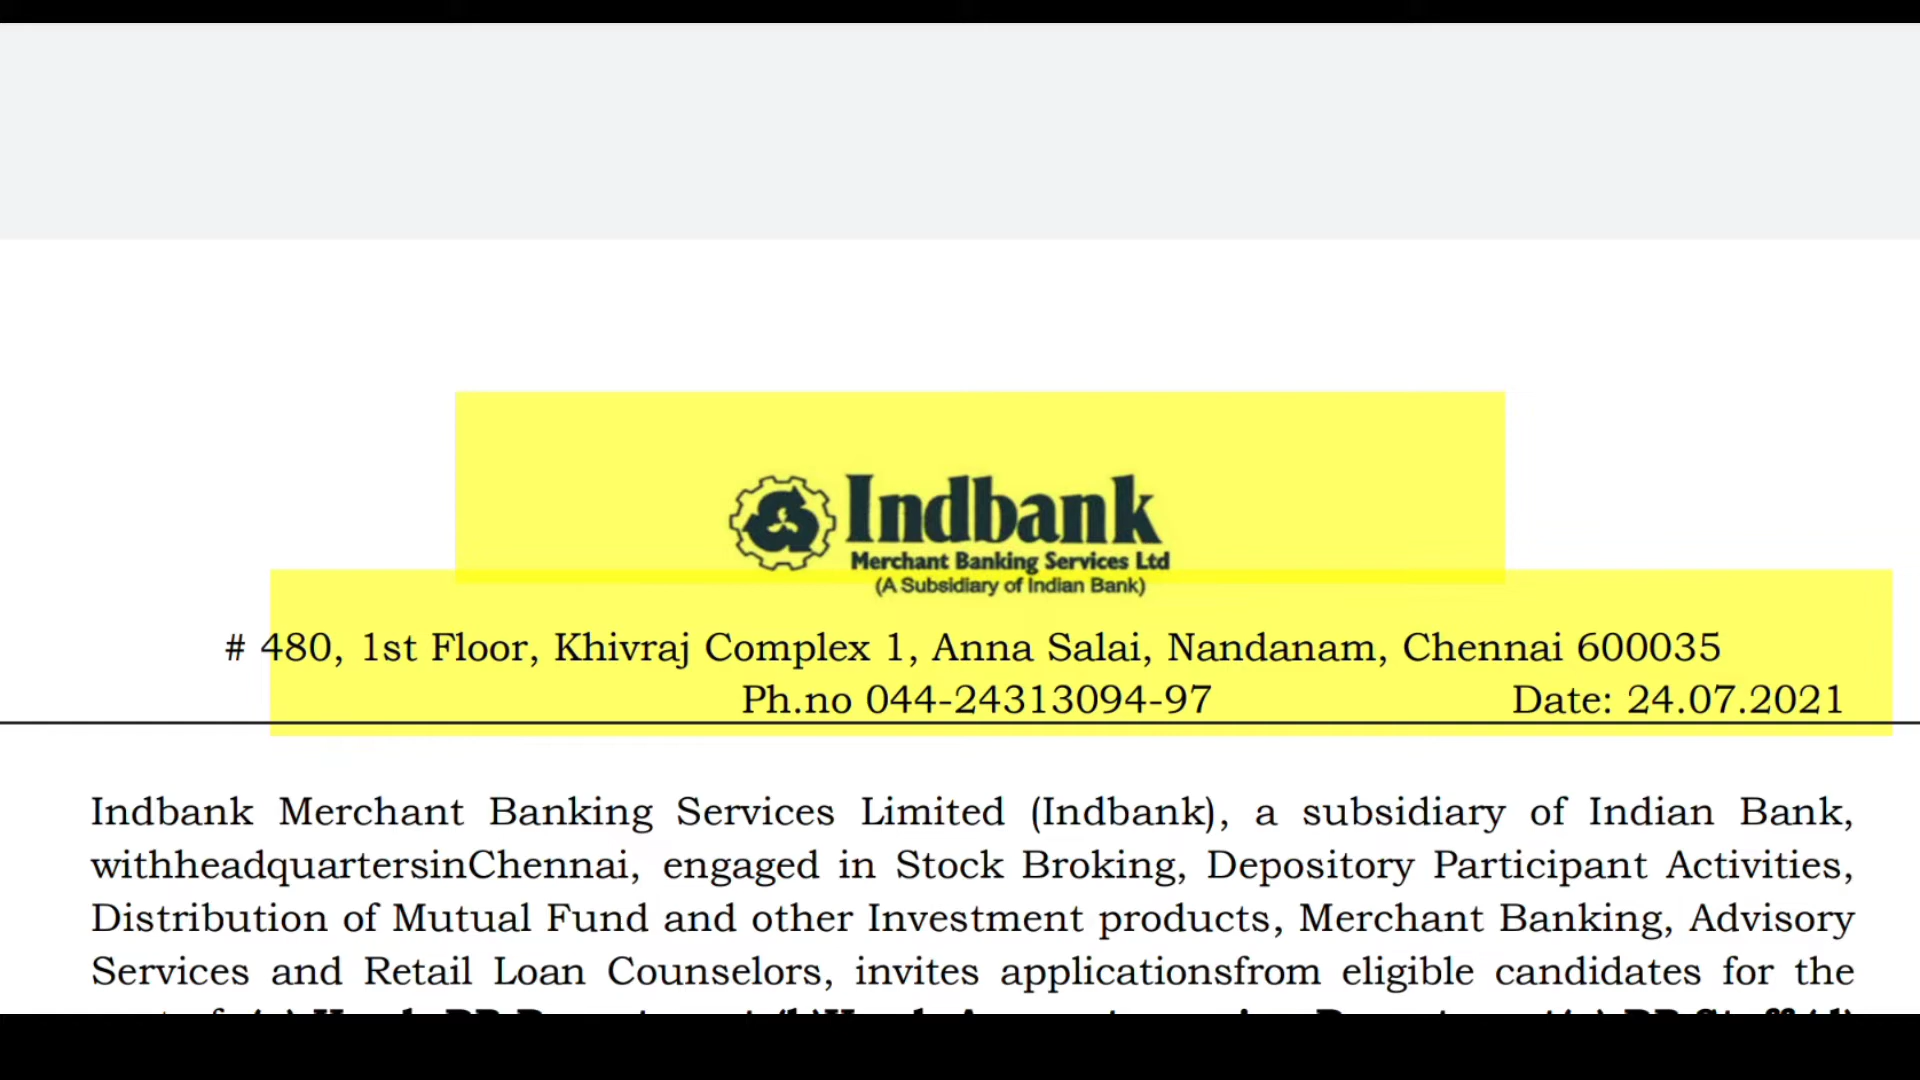 Indbank
Merchant Banking Services Ltd
(A Subsidiary of Indian Bank)
# 480, 1st Floor, Khivraj Complex 1, Anna Salai, Nandanam, Chennai 600035
Ph.no 044-24313094-97 Date: 24.07.2021
Indbank Merchant Banking Services Limited (Indbank), a subsidiary of Indian Bank,
withheadquartersinChennai, engaged in Stock Broking, Depository Participant Activities,
Distribution of Mutual Fund and other Investment products, Merchant Banking, Advisory
Services and Retail Loan Counselors, invites applicationsfrom eligible candidates for the